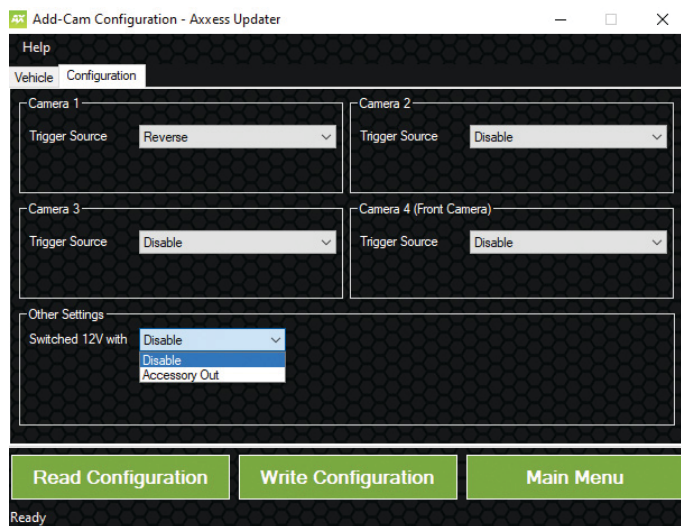 AX Add-Cam Configuration - Axxess Updater
Help
Vehicle Configuration
Camera 1
Trigger Source Reverse
Camera 2
Trigger Source Disable
Camera 3
Trigger Source Disable
Camera 4 (Front Camera)
Trigger Source Disable
Other Settings
Switched 12V with Disable
Disable
Accessory Out
Read Configuration Write Configuration Main Menu
Ready